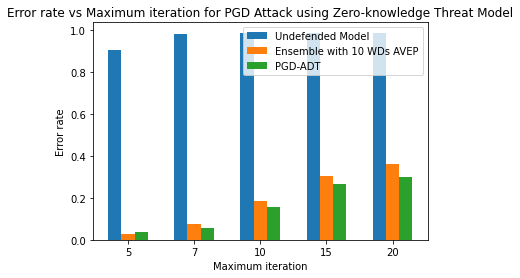 Error rate vs Maximum iteration for PGD Attack using Zero-knowledge Threat Model
Undefended Model
Ensemble with 10 WDs AVEP
PGD-ADT
Error rate
1.0
0.8
0.6
0.4
0.2
0.0
5 7 10 15 20
Maximum iteration